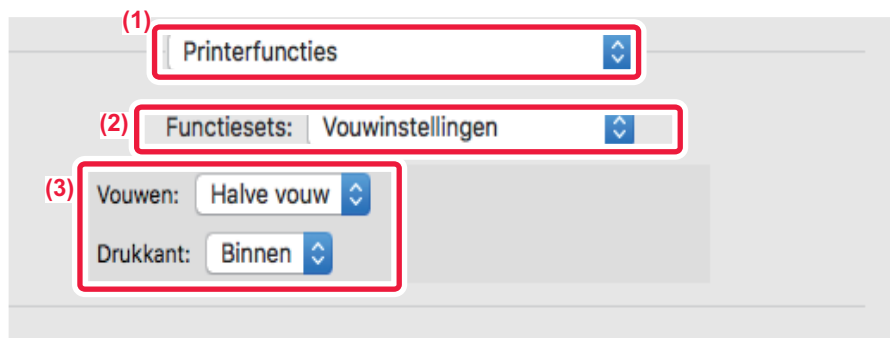 (1)
Printerfuncties
(2) Functiesets: Vouwinstellingen
(3) Vouwen: Halve vouw
Drukkant: Binnen